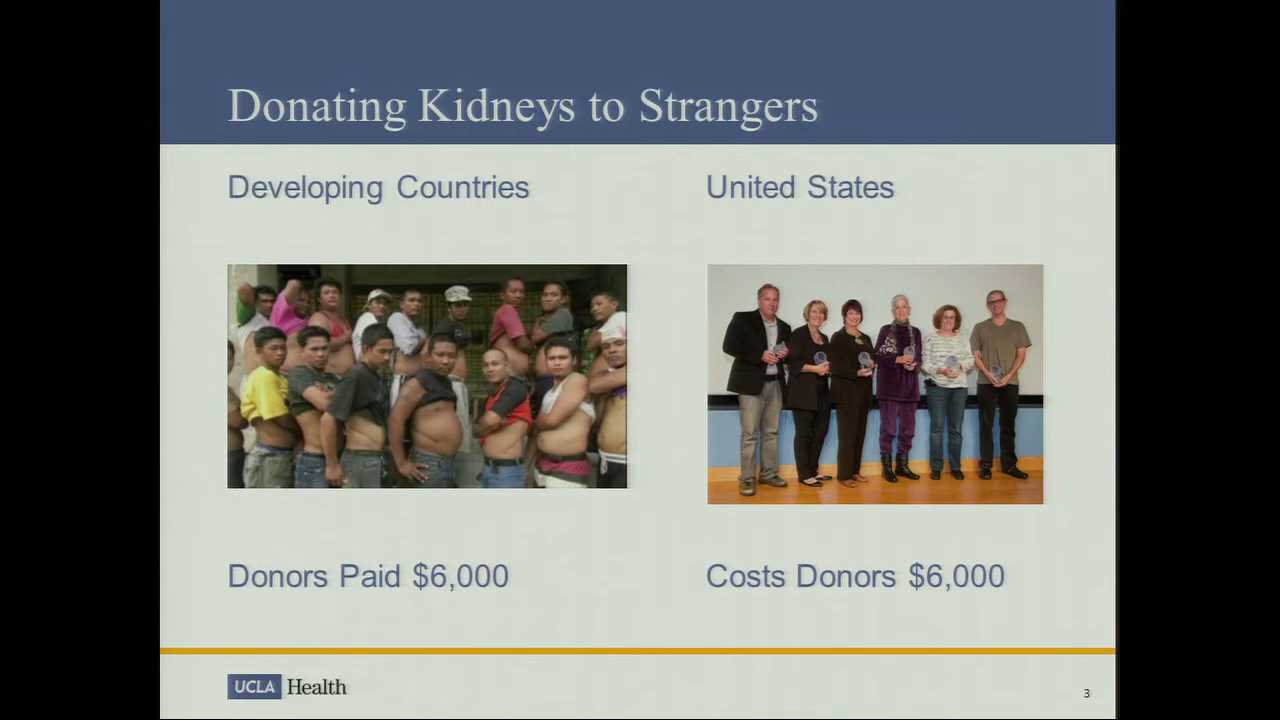 Donating Kidneys to Strangers
Developing Countries
United States
Donors Paid $6,000
Costs Donors $6,000
UCLA Health
3